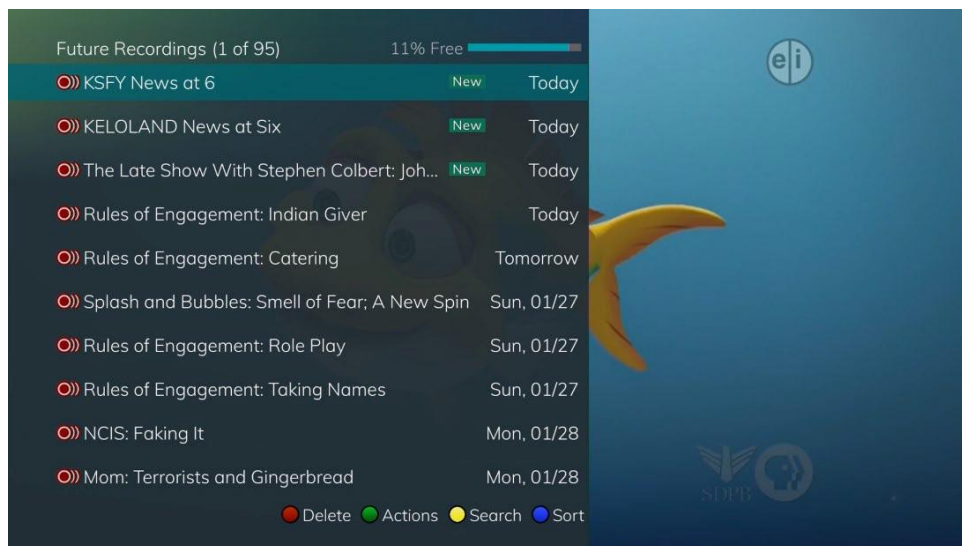 Future Recordings (1 of 95) 11% Free
KSFY News at 6 New Today
KELOLAND News at Six New Today
The Late Show With Stephen Colbert: Joh... New Today
Rules of Engagement: Indian Giver Today
Rules of Engagement: Catering Tomorrow
Splash and Bubbles: Smell of Fear; A New Spin Sun, 01/27
Rules of Engagement: Role Play Sun, 01/27
Rules of Engagement: Taking Names Sun, 01/27
NCIS: Faking It Mon, 01/28
Mom: Terrorists and Gingerbread Mon, 01/28
Delete Actions Search Sort
e|i
SDPB